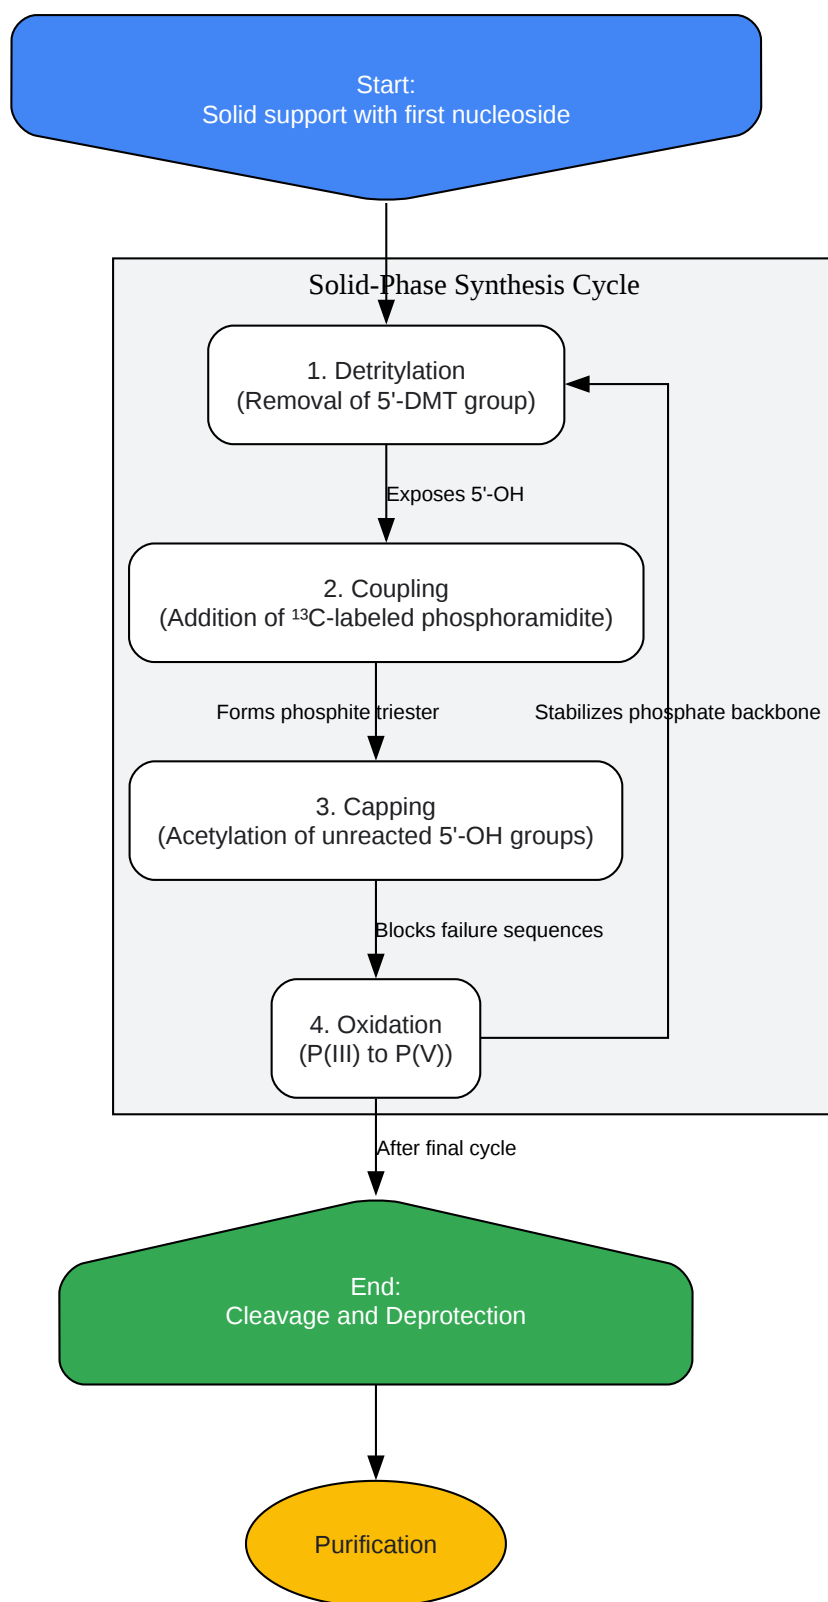 Start:
Solid support with first nucleoside
Solid-Phase Synthesis Cycle
1. Detritylation
(Removal of 5'-DMT group)
Exposes 5'-OH
2. Coupling
(Addition of ¹³C-labeled phosphoramidite)
Forms phosphite triester
Stabilizes phosphate backbone
3. Capping
(Acetylation of unreacted 5'-OH groups)
Blocks failure sequences
4. Oxidation
(P(III) to P(V))
After final cycle
End:
Cleavage and Deprotection
Purification